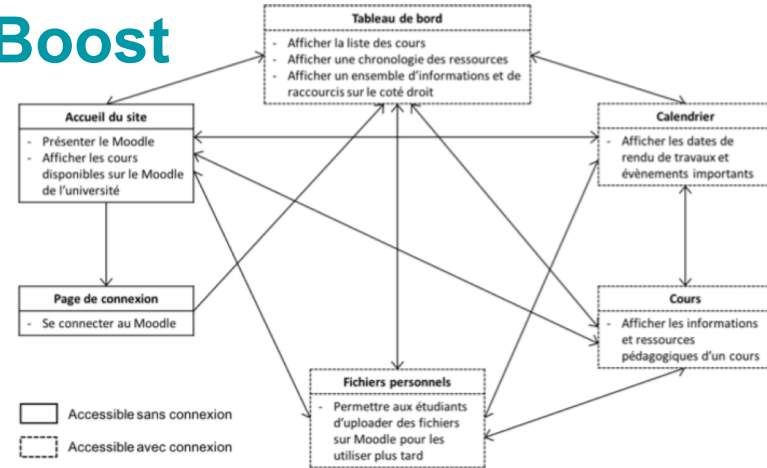 Boost
Tableau de bord
- Afficher la liste des cours
- Afficher une chronologie des ressources
- Afficher un ensemble d'informations et de
raccourcis sur le coté droit
Accueil du site
- Présenter le Moodle
- Afficher les cours
disponibles sur le Moodle
de l'université
Calendrier
- Afficher les dates de
rendu de travaux et
évènements importants
Page de connexion
- Se connecter au Moodle
Cours
- Afficher les informations
et ressources
pédagogiques d'un cours
Fichiers personnels
- Permettre aux étudiants
d'uploader des fichiers
sur Moodle pour les
utiliser plus tard
Accessible sans connexion
Accessible avec connexion